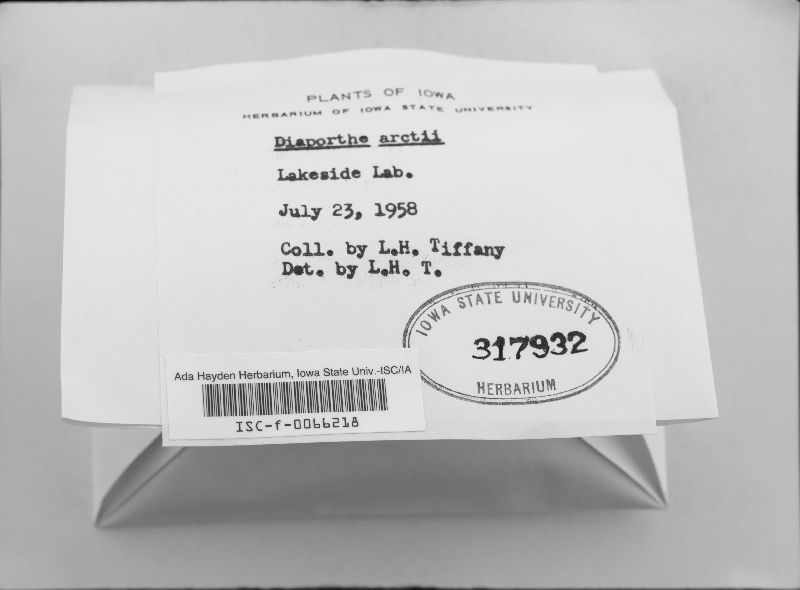 PLANTS OF IOWA
HERBARIUM OF IOWA STATE UNIVERSITY
Diaporthe arctii
Lakeside Lab.
July 23, 1958
Coll. by L.H. Tiffany
Det. by L.H. T.
IOWA STATE UNIVERSITY
317932
HERBARIUM
Ada Hayden Herbarium, Iowa State Univ.-ISC/IA
ISC-f-0066218